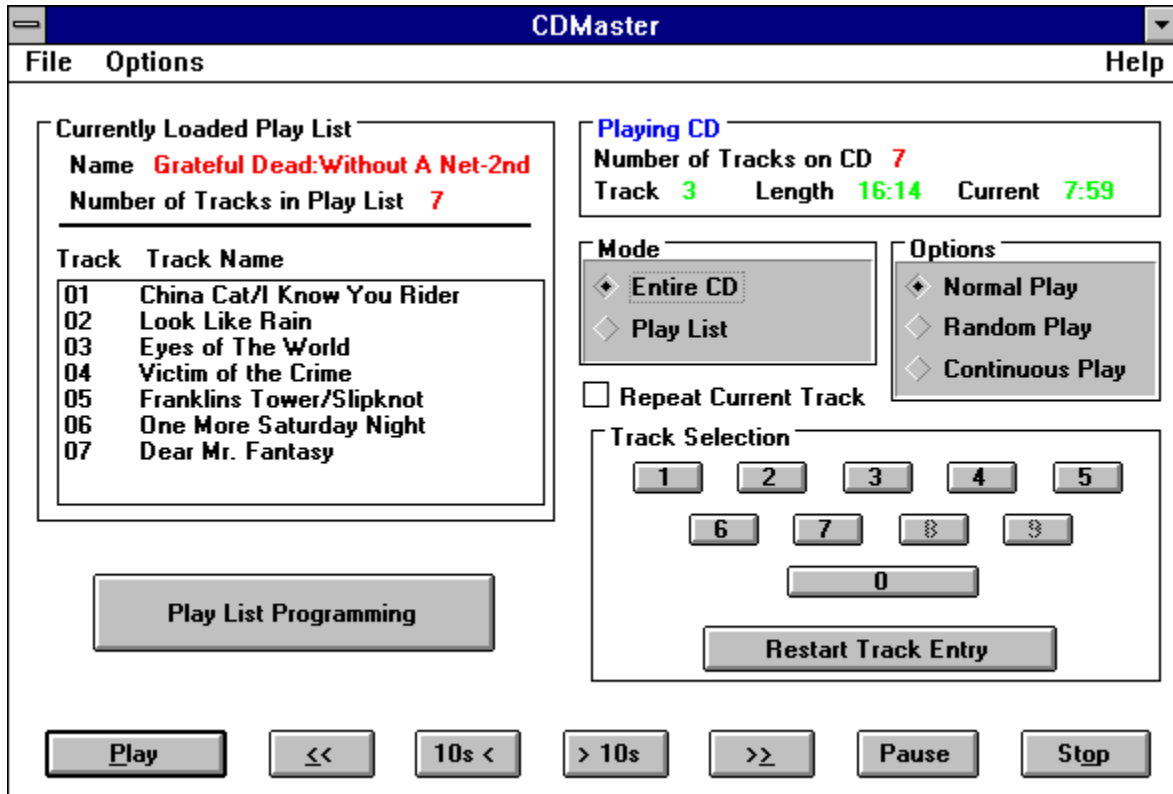 CDMaster
File Options Help
Currently Loaded Play List
Name Grateful Dead:Without A Net-2nd
Number of Tracks in Play List 7
Track Track Name
01 China Cat/I Know You Rider
02 Look Like Rain
03 Eyes of The World
04 Victim of the Crime
05 Franklins Tower/Slipknot
06 One More Saturday Night
07 Dear Mr. Fantasy
Play List Programming
Playing CD
Number of Tracks on CD 7
Track 3 Length 16:14 Current 7:59
Mode
Entire CD
Play List
Options
Normal Play
Random Play
Continuous Play
Repeat Current Track
Track Selection
1 2 3 4 5
6 7 8 9
0
Restart Track Entry
Play << 10s < > 10s >> Pause Stop